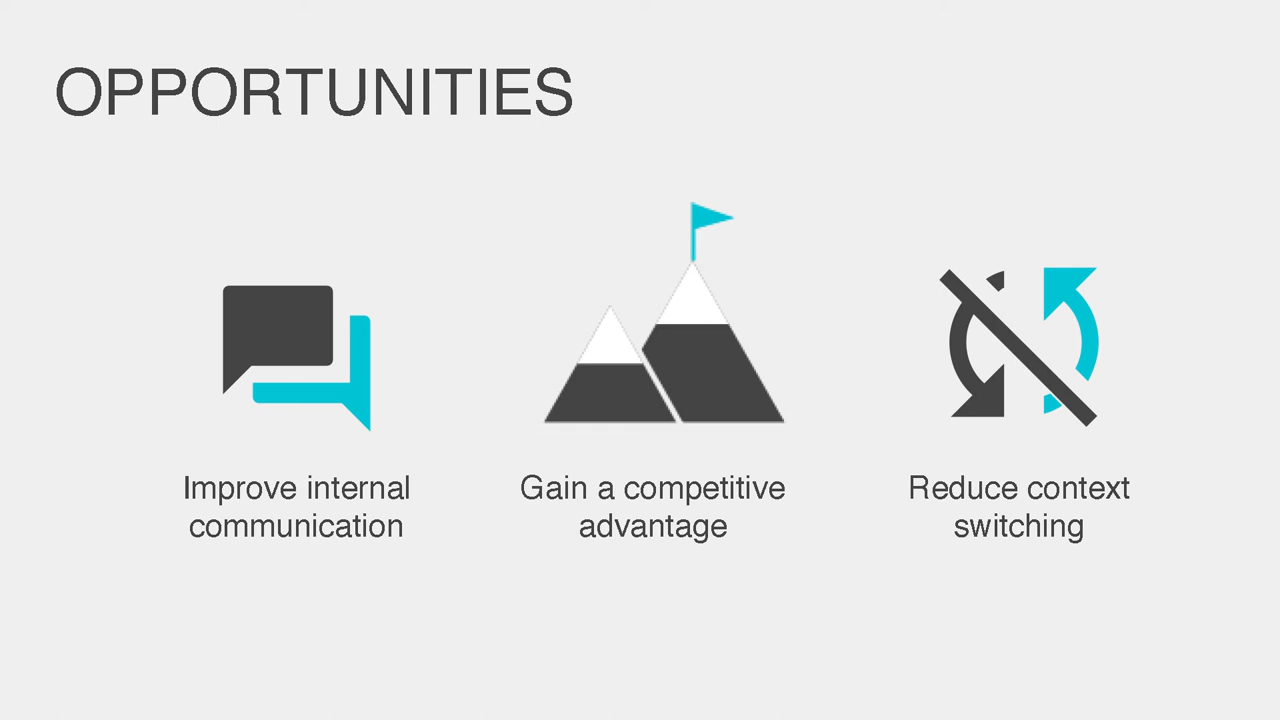 OPPORTUNITIES
Improve internal
communication
Gain a competitive
advantage
Reduce context
switching